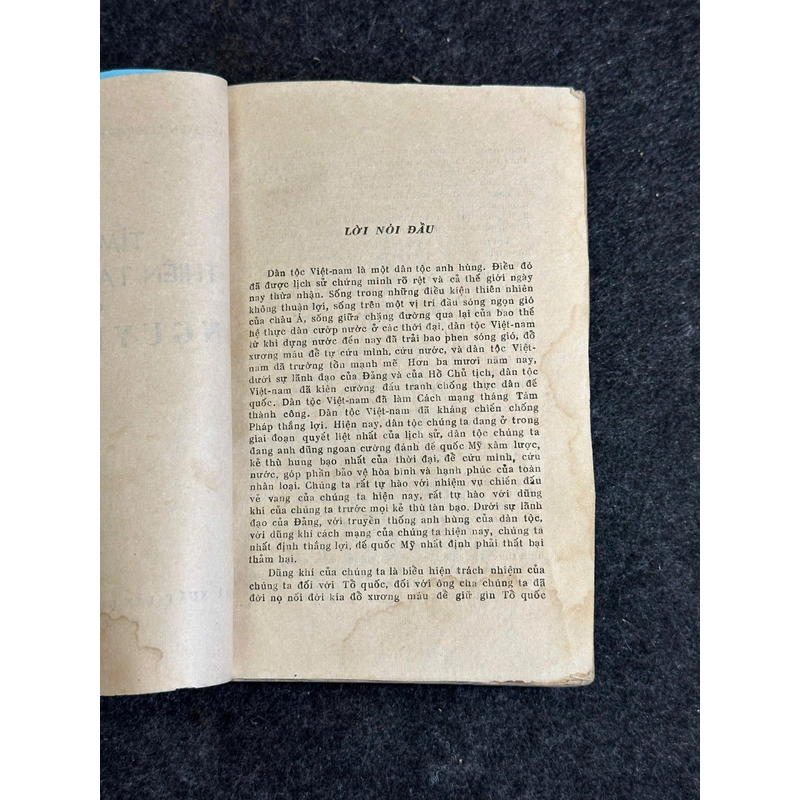 LỜI NÓI ĐẦU
Dân tộc Việt-nam là một dân tộc anh hùng. Điều đó
đã được lịch sử chứng minh rõ rệt và cả thế giới ngày
nay thừa nhận. Sống trong những điều kiện thiên nhiên
không thuận lợi, sống trên một vị trí đầu sóng ngọn gió
của châu Á, sống giữa chặng đường qua lại của bao thế
hệ thực dân cướp nước ở các thời đại, dân tộc Việt-nam
từ khi dựng nước đến nay đã trải bao phen sóng gió, đổ
xương máu để tự cứu mình, cứu nước, và dân tộc Việt-
nam đã trường tồn mạnh mẽ. Hơn ba mươi năm nay,
dưới sự lãnh đạo của Đảng và của Hồ Chủ tịch, dân tộc
Việt-nam đã kiên cường đấu tranh chống thực dân đế
quốc. Dân tộc Việt-nam đã làm Cách mạng tháng Tám
thành công. Dân tộc Việt-nam đã kháng chiến chống
Pháp thắng lợi. Hiện nay, dân tộc chúng ta đang ở trong
giai đoạn quyết liệt nhất của lịch sử, dân tộc chúng ta
đang anh dũng ngoan cường đánh đế quốc Mỹ xâm lược,
kẻ thù hung bạo nhất của thời đại, để cứu mình, cứu
nước, góp phần bảo vệ hòa bình và hạnh phúc của toàn
nhân loại. Chúng ta rất tự hào với nhiệm vụ chiến đấu
vẻ vang của chúng ta hiện nay, rất tự hào với dũng
khí của chúng ta trước mọi kẻ thù tàn bạo. Dưới sự lãnh
đạo của Đảng, với truyền thống anh hùng của dân tộc,
với dũng khí cách mạng của chúng ta hiện nay, chúng ta
nhất định thắng lợi, đế quốc Mỹ nhất định phải thất bại
thảm hại.
Dũng khí của chúng ta là biểu hiện trách nhiệm của
chúng ta đối với Tổ quốc, đối với ông cha chúng ta đã
đời nọ nối đời kia đổ xương máu để giữ gìn Tổ quốc